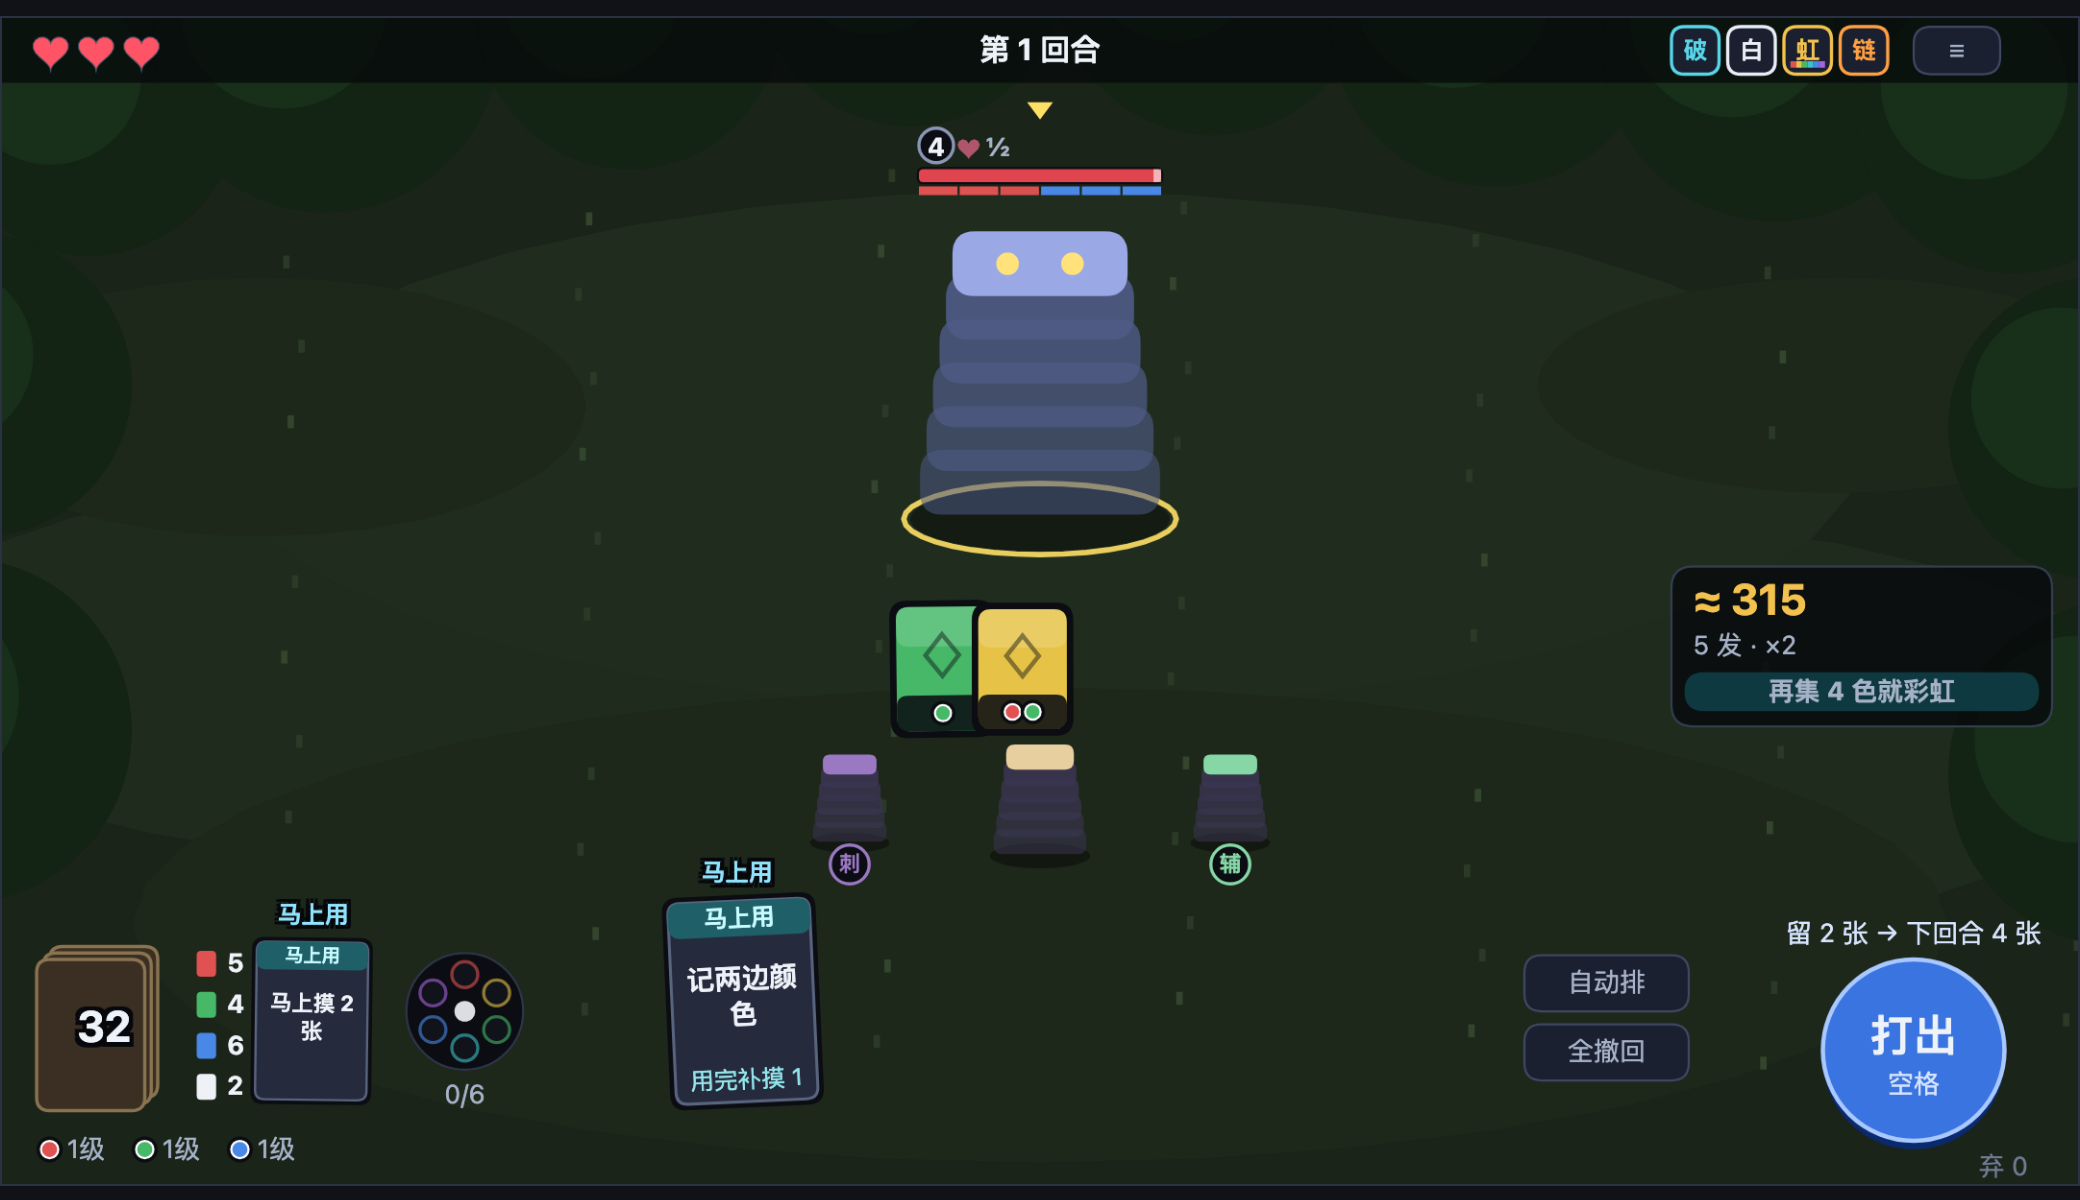 第 1 回合
破 白 虹 链 ≡
4 ½
≈ 315
5 发 · ×2
再集 4 色就彩虹
刺
辅
马上用
马上用
记两边颜
色
用完补摸 1
马上用
马上用
马上摸 2
张
32
5
4
6
2
0/6
1级 1级 1级
自动排
全撤回
留 2 张 → 下回合 4 张
打出
空格
弃 0